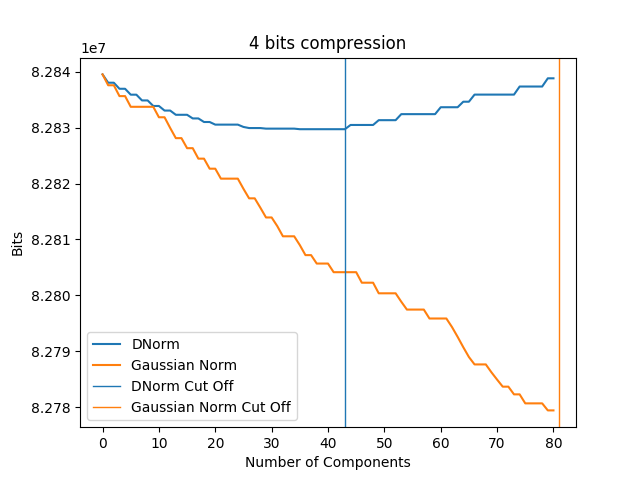 4 bits compression
1e7
8.284
8.283
8.282
8.281
8.280
8.279
8.278
Bits
DNorm
Gaussian Norm
DNorm Cut Off
Gaussian Norm Cut Off
0 10 20 30 40 50 60 70 80
Number of Components